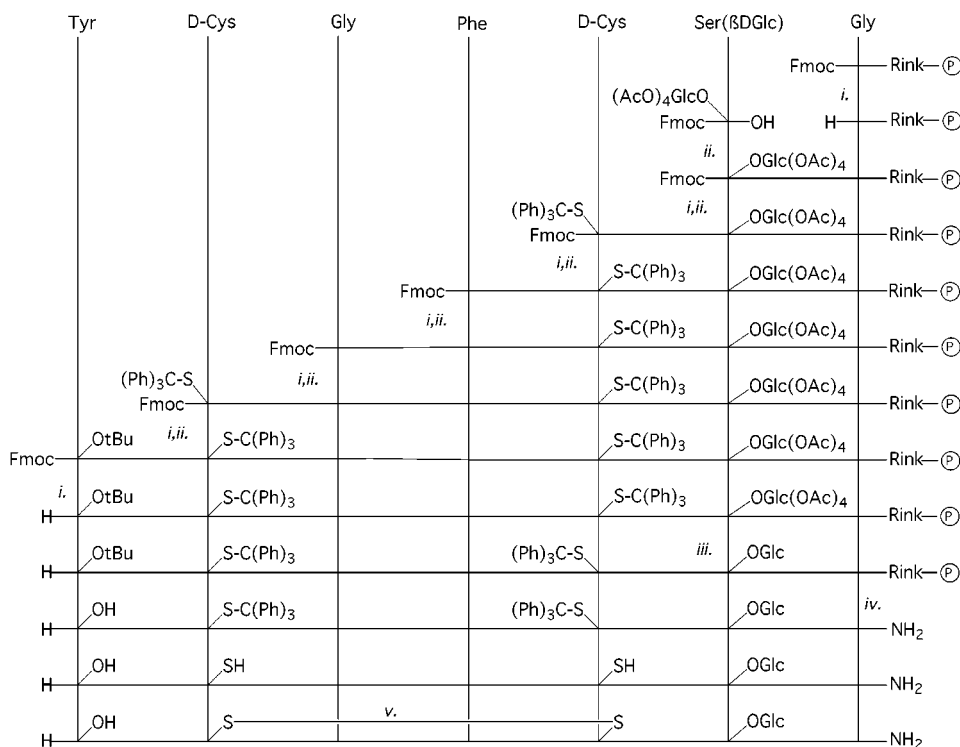 Tyr D-Cys Gly Phe D-Cys Ser(ßDGlc) Gly
Fmoc Rink P
i.
(AcO)4GlcO
Fmoc OH H Rink P
ii.
OGlc(OAc)4
Fmoc Rink P
i,ii.
(Ph)3C-S OGlc(OAc)4
Fmoc Rink P
i,ii.
S-C(Ph)3 OGlc(OAc)4
Fmoc Rink P
i,ii.
S-C(Ph)3 OGlc(OAc)4
Fmoc Rink P
i,ii.
(Ph)3C-S S-C(Ph)3 OGlc(OAc)4
Fmoc Rink P
i,ii.
OtBu S-C(Ph)3 S-C(Ph)3 OGlc(OAc)4
Fmoc Rink P
i.
OtBu S-C(Ph)3 S-C(Ph)3 OGlc(OAc)4
H Rink P
OtBu S-C(Ph)3 (Ph)3C-S iii. OGlc
H Rink P
OH S-C(Ph)3 (Ph)3C-S OGlc iv.
H NH2
OH SH SH OGlc
H NH2
OH S v. S OGlc
H NH2